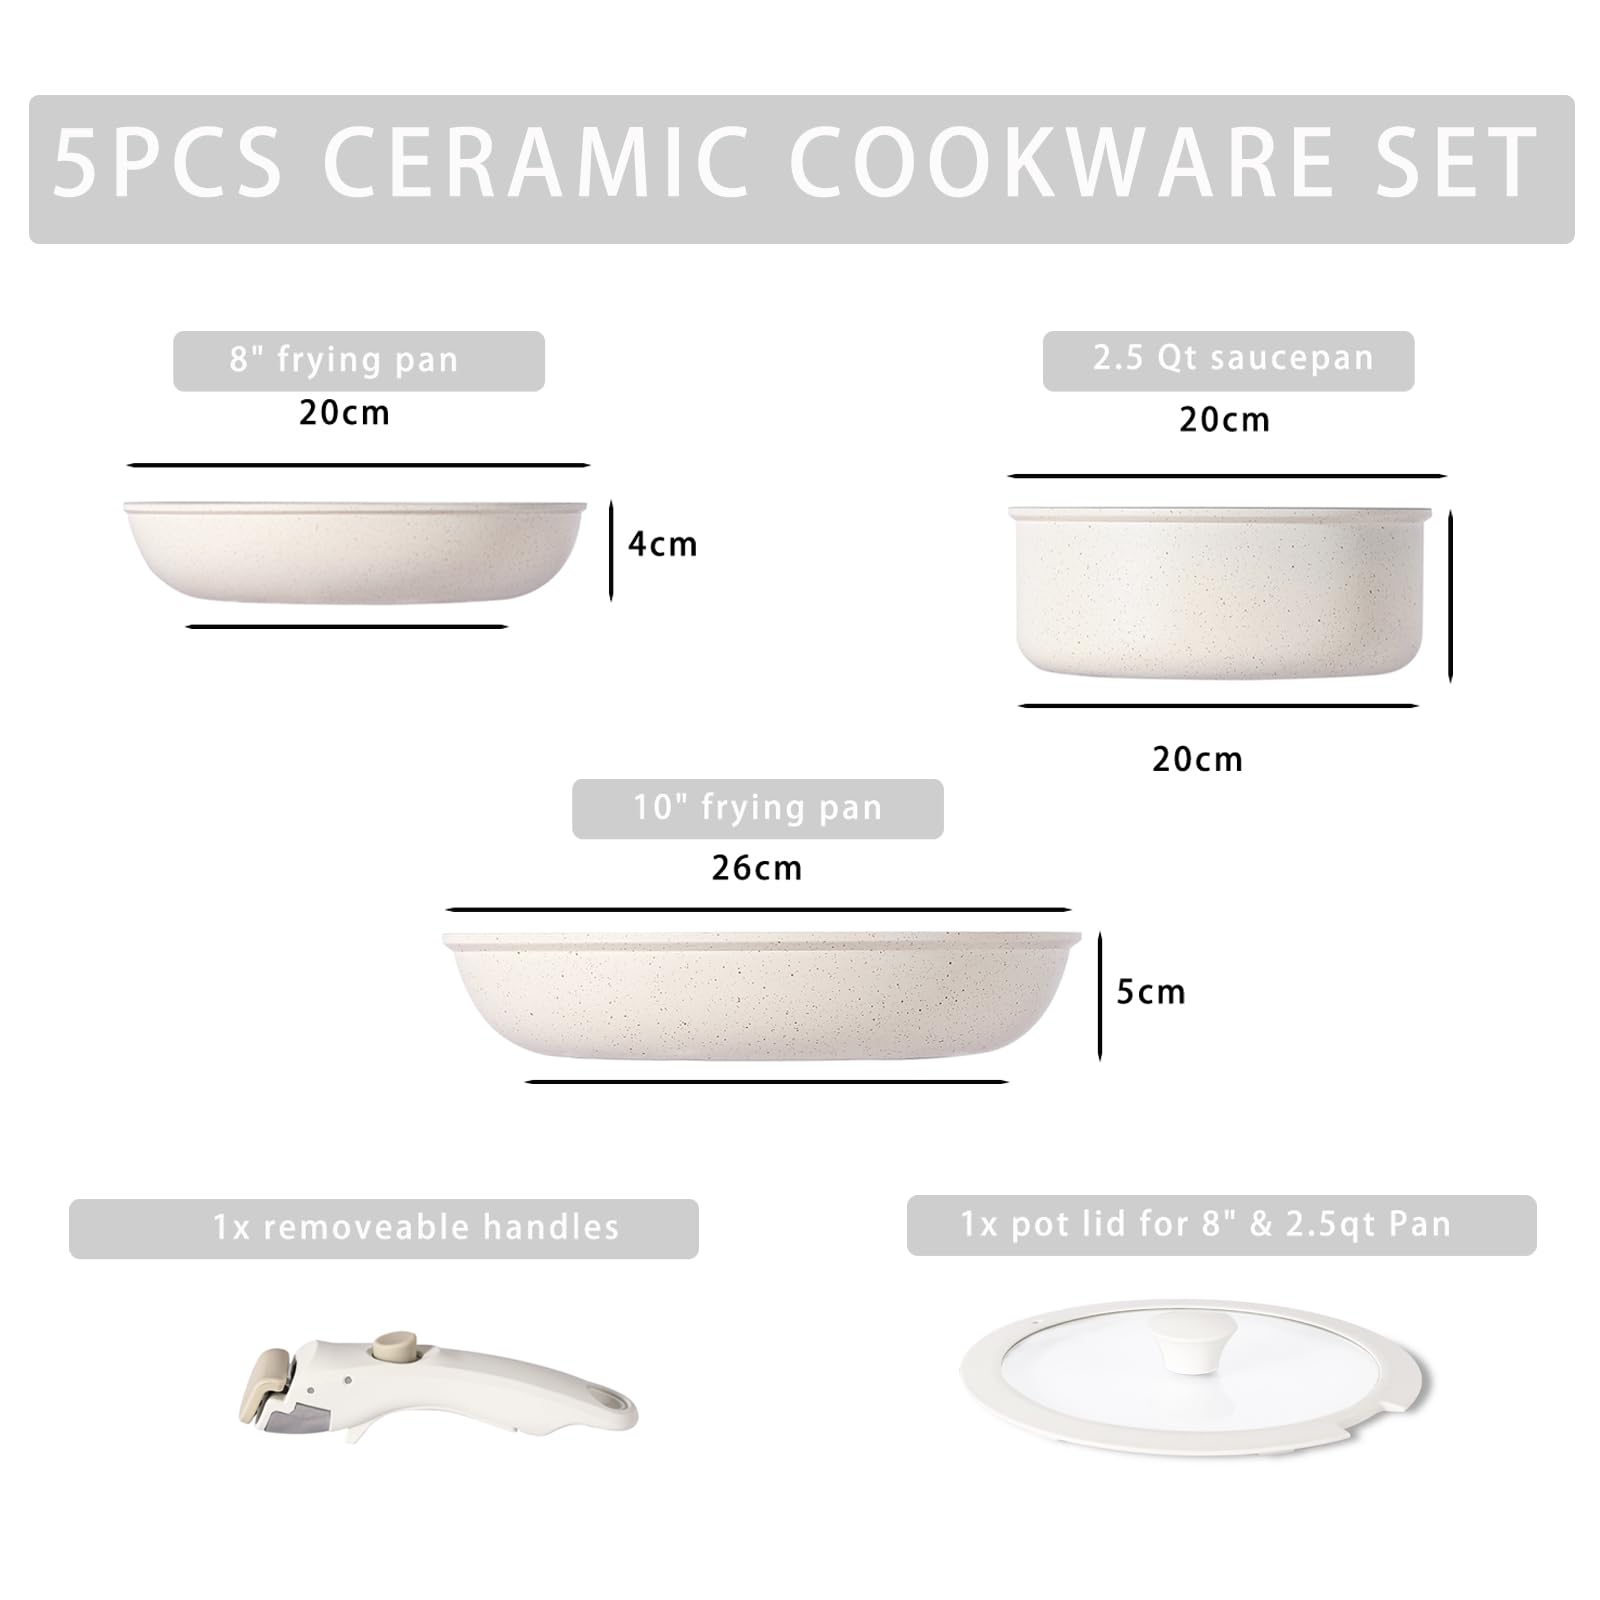 5PCS CERAMIC COOKWARE SET
8" frying pan
20cm
4cm
2.5 Qt saucepan
20cm
20cm
10" frying pan
26cm
5cm
1x removeable handles
1x pot lid for 8" & 2.5qt Pan